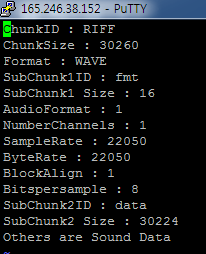 165.246.38.152 - PuTTY
ChunkID : RIFF
ChunkSize : 30260
Format : WAVE
SubChunk1ID : fmt
SubChunk1 Size : 16
AudioFormat : 1
NumberChannels : 1
SampleRate : 22050
ByteRate : 22050
BlockAlign : 1
Bitspersample : 8
SubChunk2ID : data
SubChunk2 Size : 30224
Others are Sound Data
~